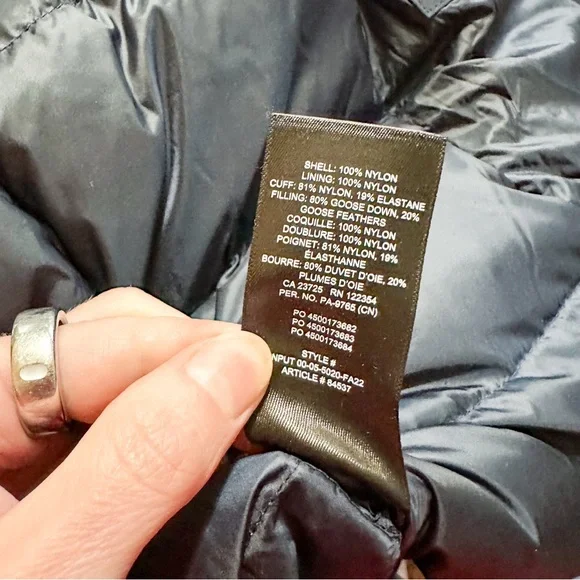 SHELL: 100% NYLON
LINING: 100% NYLON
CUFF: 81% NYLON, 19% ELASTANE
FILLING: 80% GOOSE DOWN, 20%
GOOSE FEATHERS
COQUILLE: 100% NYLON
DOUBLURE: 100% NYLON
POIGNET: 81% NYLON, 19%
ÉLASTHANNE
BOURRE: 80% DUVET D'OIE, 20%
PLUMES D'OIE
CA 23725 RN 122354
PER. NO. PA-9765 (CN)
PO 4500173682
PO 4500173683
PO 4500173684
STYLE #
INPUT 00-05-5020-FA22
ARTICLE # 84537